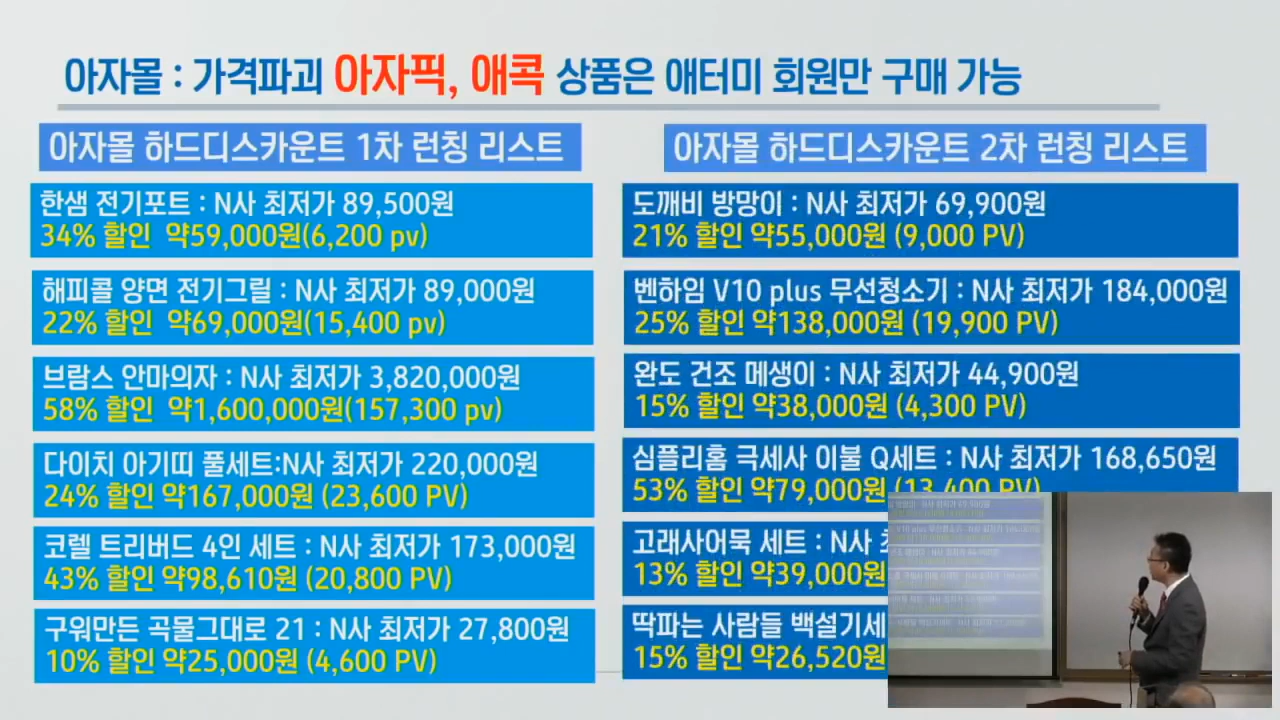 아자몰 : 가격파괴 아자픽, 애콕 상품은 애터미 회원만 구매 가능
아자몰 하드디스카운트 1차 런칭 리스트
한샘 전기포트 : N사 최저가 89,500원
34% 할인 약59,000원(6,200 pv)
해피콜 양면 전기그릴 : N사 최저가 89,000원
22% 할인 약69,000원(15,400 pv)
브람스 안마의자 : N사 최저가 3,820,000원
58% 할인 약1,600,000원(157,300 pv)
다이치 아기띠 풀세트:N사 최저가 220,000원
24% 할인 약167,000원 (23,600 PV)
코렐 트리버드 4인 세트 : N사 최저가 173,000원
43% 할인 약98,610원 (20,800 PV)
구워만든 곡물그대로 21 : N사 최저가 27,800원
10% 할인 약25,000원 (4,600 PV)
아자몰 하드디스카운트 2차 런칭 리스트
도깨비 방망이 : N사 최저가 69,900원
21% 할인 약55,000원 (9,000 PV)
벤하임 V10 plus 무선청소기 : N사 최저가 184,000원
25% 할인 약138,000원 (19,900 PV)
완도 건조 메생이 : N사 최저가 44,900원
15% 할인 약38,000원 (4,300 PV)
심플리홈 극세사 이불 Q세트 : N사 최저가 168,650원
53% 할인 약79,000원 (13,400 PV)
고래사어묵 세트 : N사
13% 할인 약39,000원
딱파는 사람들 백설기세
15% 할인 약26,520원